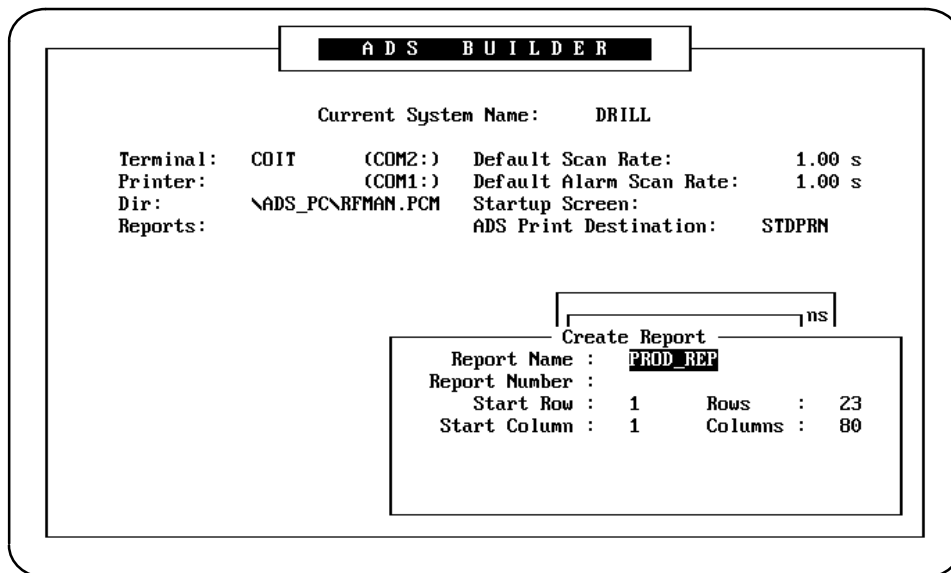 ADS BUILDER
Current System Name: DRILL
Terminal: COIT (COM2:) Default Scan Rate: 1.00 s
Printer: (COM1:) Default Alarm Scan Rate: 1.00 s
Dir: \ADS_PC\RFMAN.PCM Startup Screen:
Reports: ADS Print Destination: STDPRN
ns
Create Report
Report Name : PROD_REP
Report Number :
Start Row : 1 Rows : 23
Start Column : 1 Columns : 80